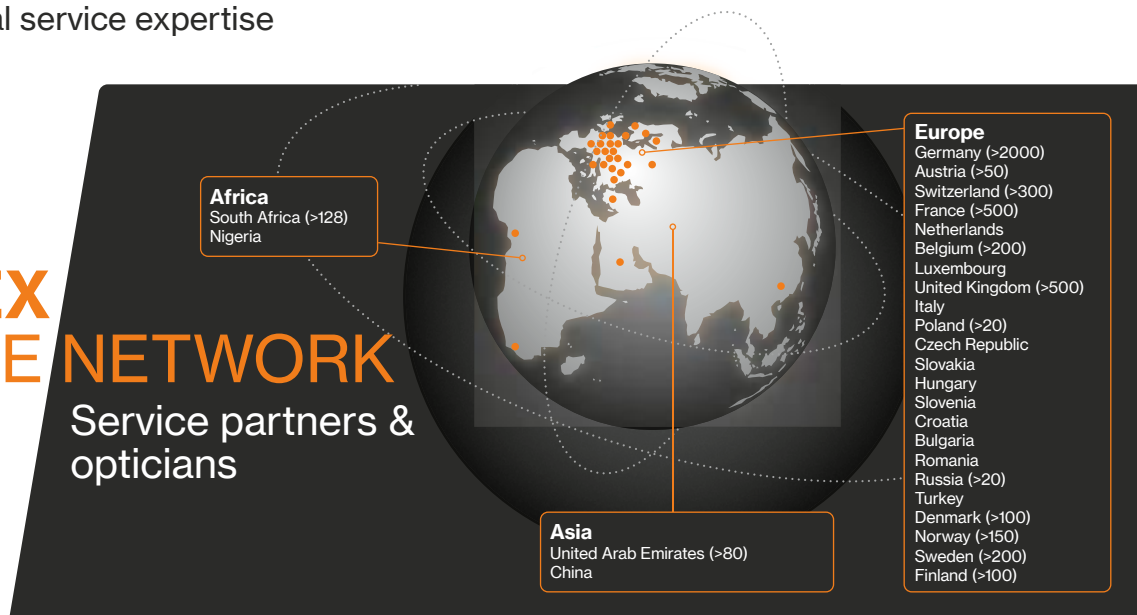 service expertise
Africa
South Africa (>128)
Nigeria
NETWORK
Service partners &
opticians
Asia
United Arab Emirates (>80)
China
Europe
Germany (>2000)
Austria (>50)
Switzerland (>300)
France (>500)
Netherlands
Belgium (>200)
Luxembourg
United Kingdom (>500)
Italy
Poland (>20)
Czech Republic
Slovakia
Hungary
Slovenia
Croatia
Bulgaria
Romania
Russia (>20)
Turkey
Denmark (>100)
Norway (>150)
Sweden (>200)
Finland (>100)